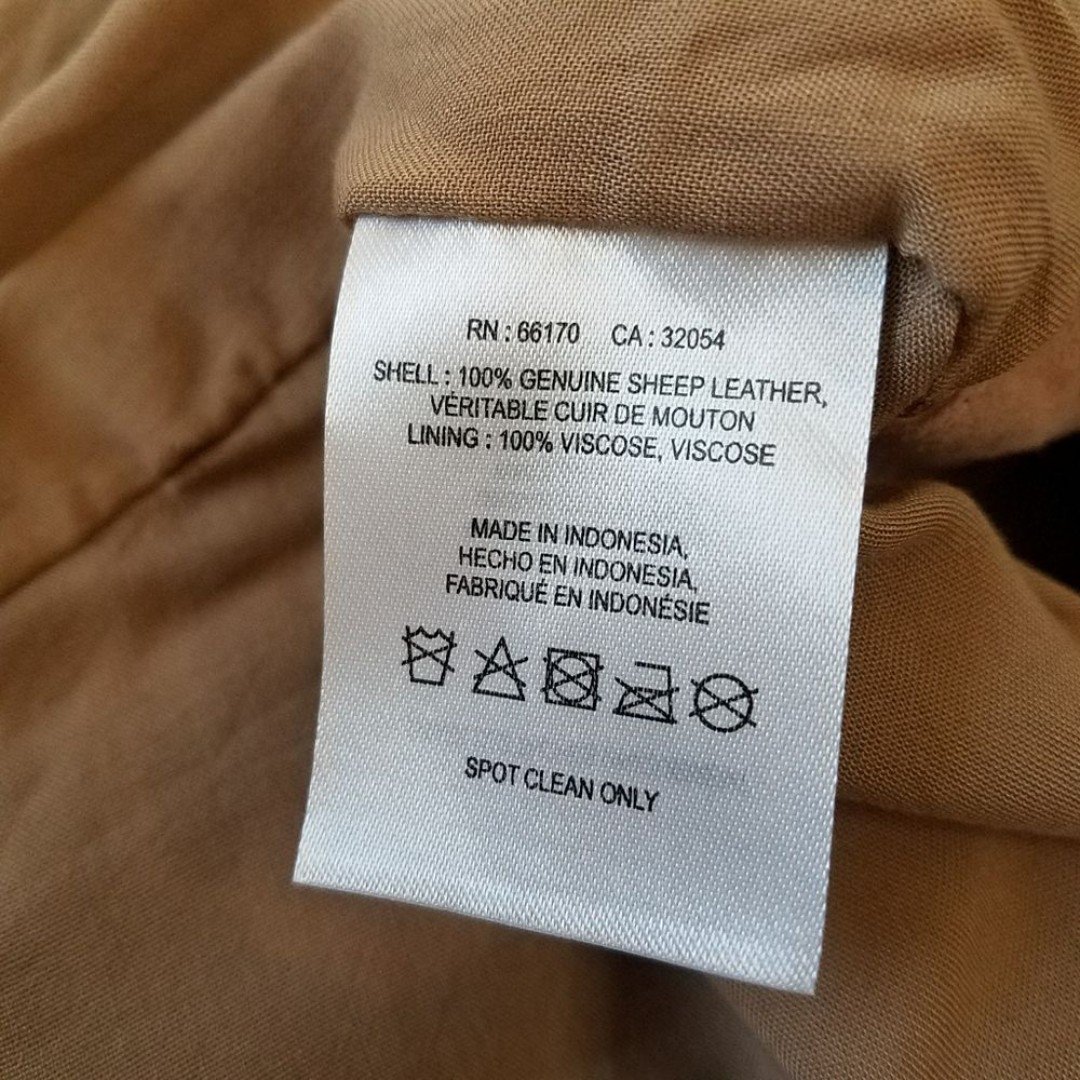 RN : 66170 CA : 32054
SHELL : 100% GENUINE SHEEP LEATHER,
VÉRITABLE CUIR DE MOUTON
LINING : 100% VISCOSE, VISCOSE
MADE IN INDONESIA,
HECHO EN INDONESIA,
FABRIQUÉ EN INDONÉSIE
SPOT CLEAN ONLY